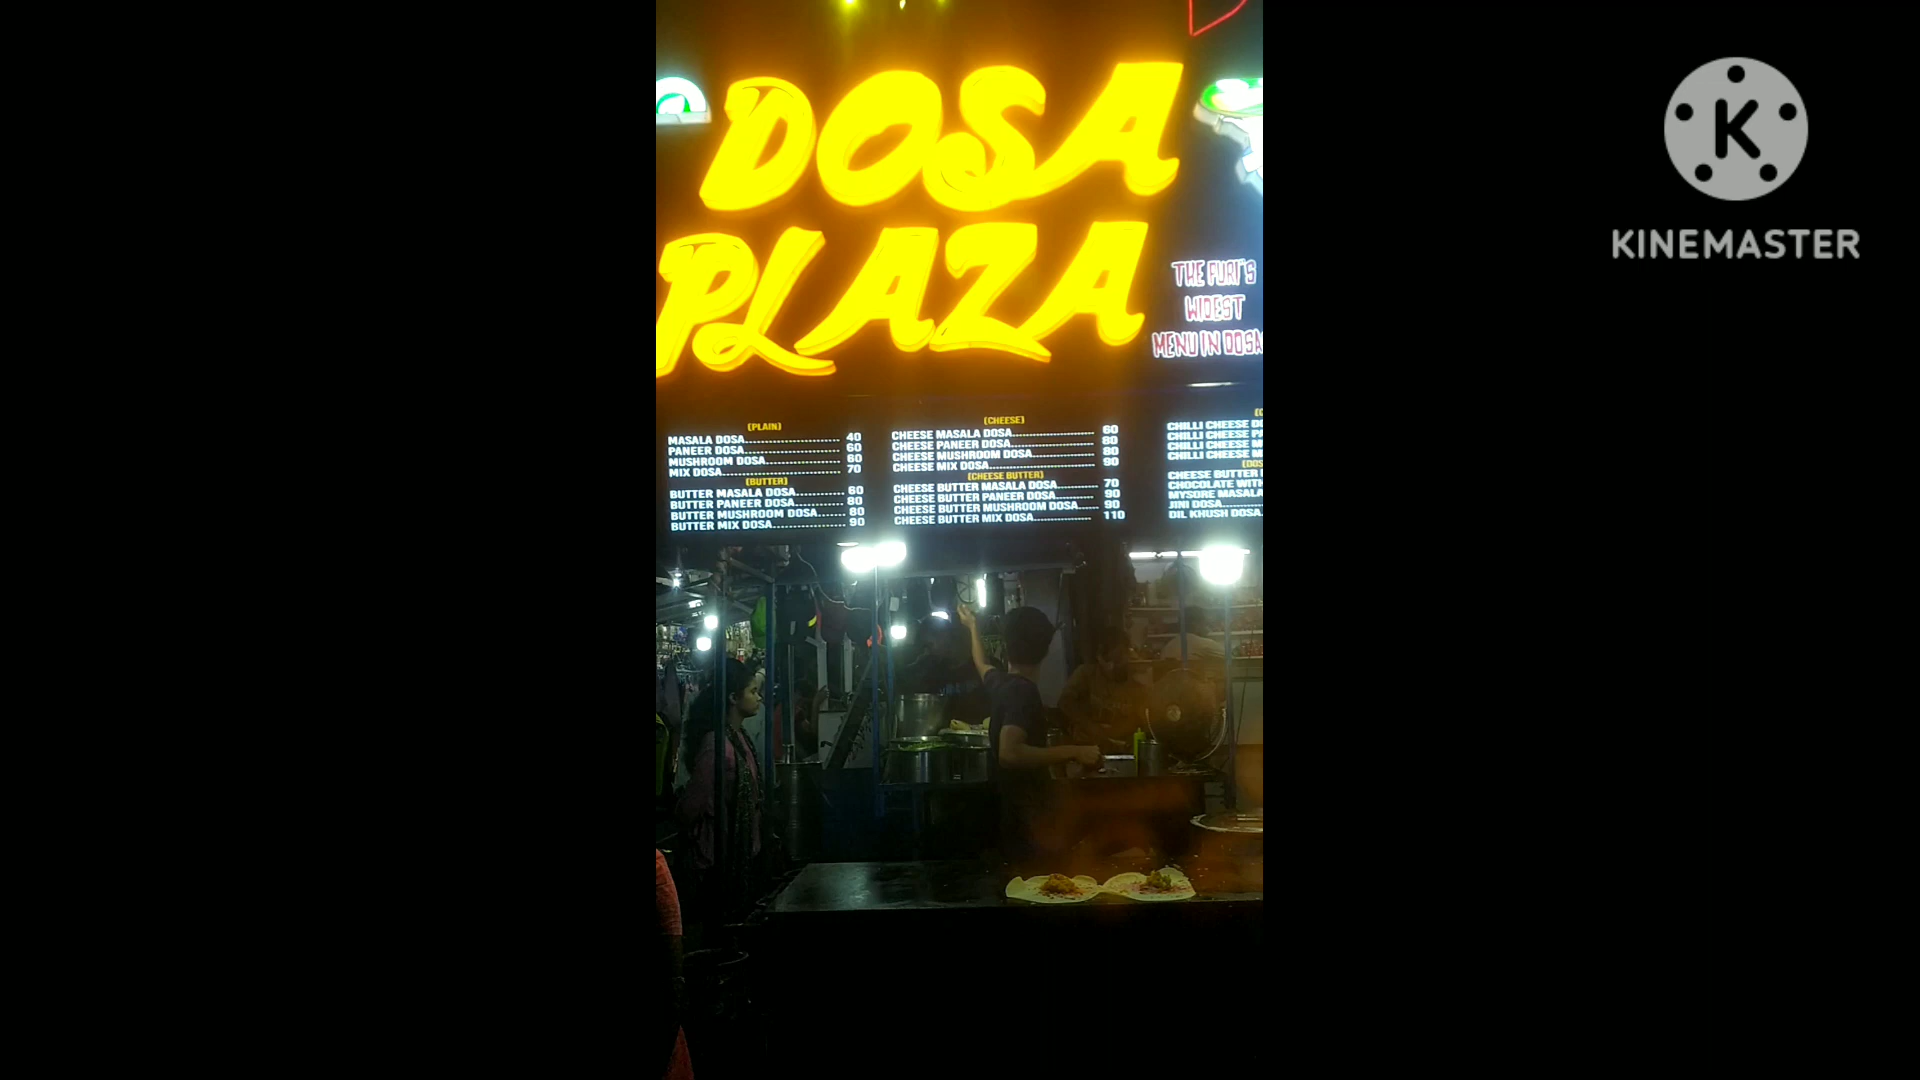 DOSA
PLAZA
THE PURI'S
WIDEST
MENU IN DOSA
(PLAIN)
MASALA DOSA 40
PANEER DOSA 60
MUSHROOM DOSA 60
MIX DOSA 70
(BUTTER)
BUTTER MASALA DOSA 60
BUTTER PANEER DOSA 80
BUTTER MUSHROOM DOSA 80
BUTTER MIX DOSA 90
(CHEESE)
CHEESE MASALA DOSA 60
CHEESE PANEER DOSA 80
CHEESE MUSHROOM DOSA 80
CHEESE MIX DOSA 90
(CHEESE BUTTER)
CHEESE BUTTER MASALA DOSA 70
CHEESE BUTTER PANEER DOSA 90
CHEESE BUTTER MUSHROOM DOSA 90
CHEESE BUTTER MIX DOSA 110
CHILLI CHEESE
CHILLI CHEESE
CHILLI CHEESE
CHILLI CHEESE
CHEESE BUTTER
CHOCOLATE WITH
MYSORE MASALA
JINI DOSA
DIL KHUSH DOSA
K
KINEMASTER